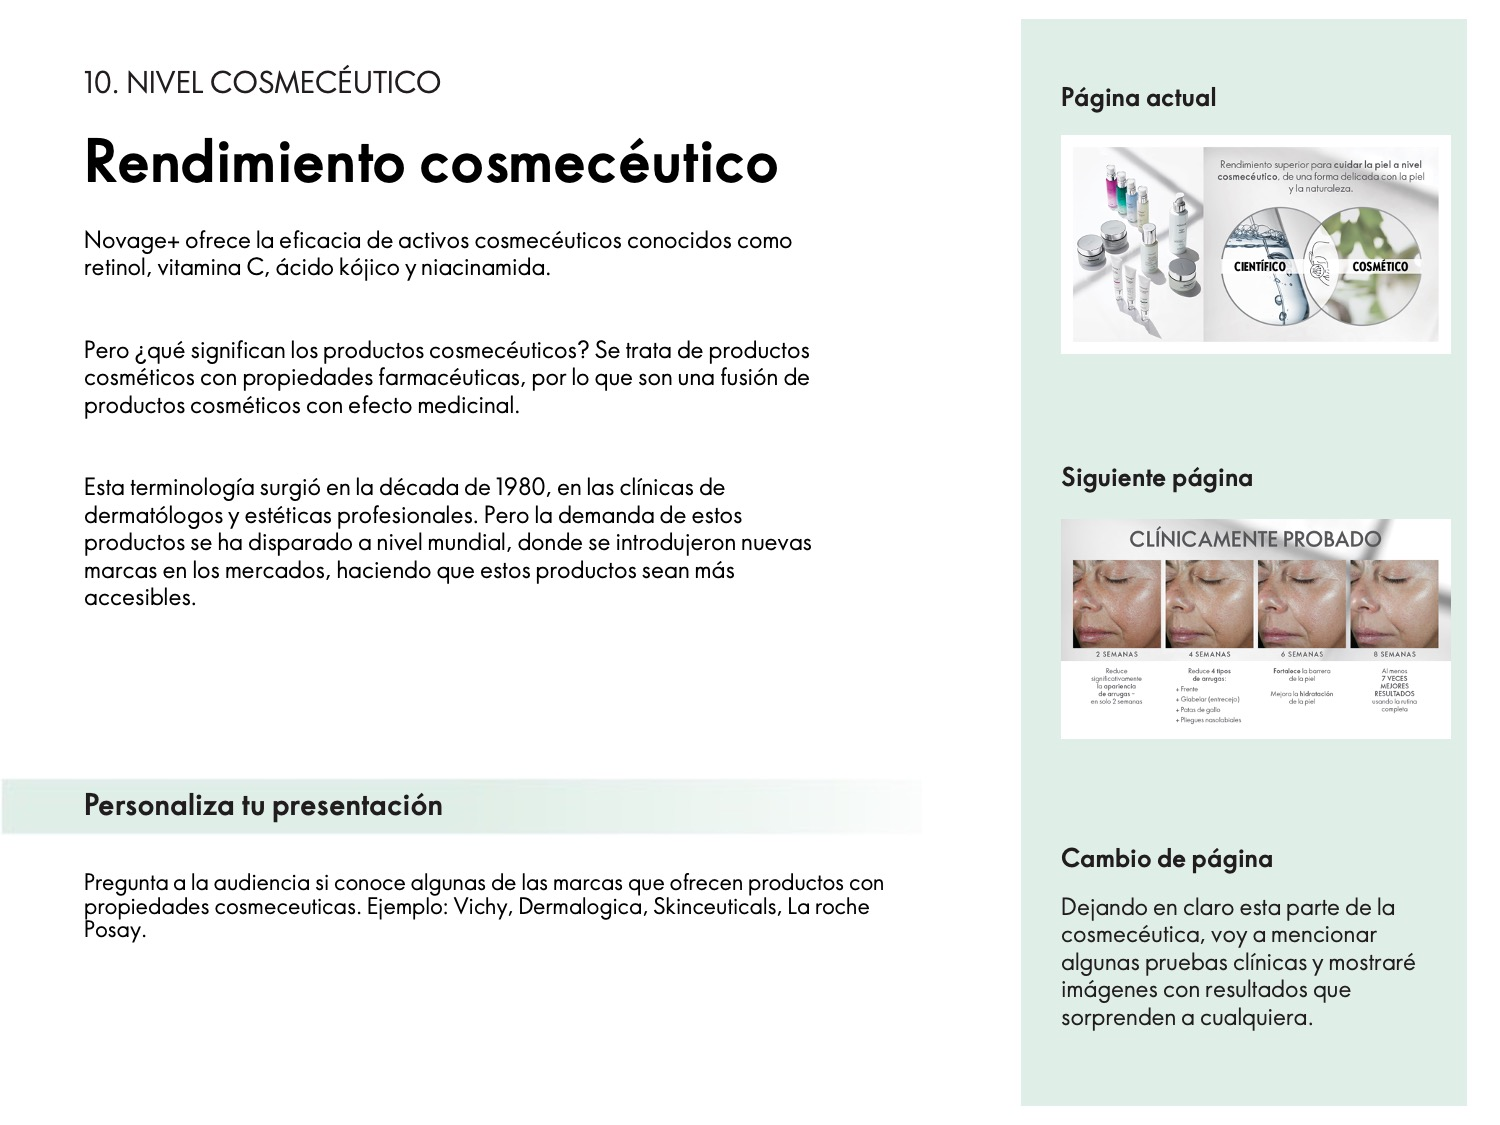 10. NIVEL COSMECÉUTICO
Rendimiento cosmecéutico
Novage+ ofrece la eficacia de activos cosmecéuticos conocidos como
retinol, vitamina C, ácido kójico y niacinamida.
Pero ¿qué significan los productos cosmecéuticos? Se trata de productos
cosméticos con propiedades farmacéuticas, por lo que son una fusión de
productos cosméticos con efecto medicinal.
Esta terminología surgió en la década de 1980, en las clínicas de
dermatólogos y estéticas profesionales. Pero la demanda de estos
productos se ha disparado a nivel mundial, donde se introdujeron nuevas
marcas en los mercados, haciendo que estos productos sean más
accesibles.
Personaliza tu presentación
Pregunta a la audiencia si conoce algunas de las marcas que ofrecen productos con
propiedades cosmeceuticas. Ejemplo: Vichy, Dermalogica, Skinceuticals, La roche
Posay.
Página actual
Rendimiento superior para cuidar la piel a nivel
cosmecéutico, de una forma delicada con la piel
y la naturaleza.
CIENTÍFICO
COSMÉTICO
Siguiente página
CLÍNICAMENTE PROBADO
2 SEMANAS
Reduce
significativamente
la apariencia
de arrugas –
en solo 2 semanas
4 SEMANAS
Reduce 4 tipos
de arrugas:
+ Frente
+ Glabelar (entrecejo)
+ Patas de gallo
+ Pliegues nasolabiales
6 SEMANAS
Fortalece la barrera
de la piel
Mejora la hidratación
de la piel
8 SEMANAS
Al menos
7 VECES
MEJORES
RESULTADOS
usando la rutina
completa
Cambio de página
Dejando en claro esta parte de la
cosmecéutica, voy a mencionar
algunas pruebas clínicas y mostraré
imágenes con resultados que
sorprenden a cualquiera.